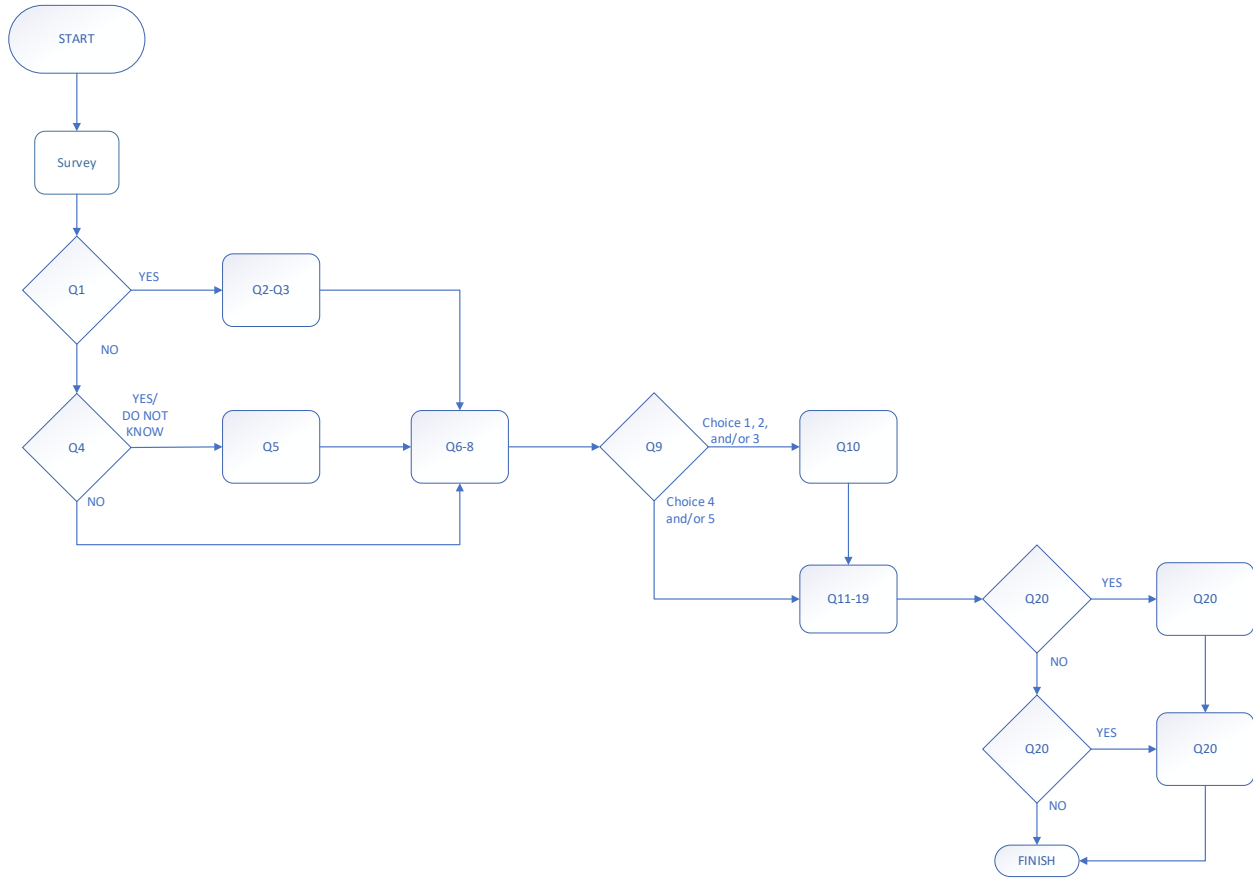 START
Survey
Q1
YES
Q2-Q3
NO
YES/
DO NOT
KNOW
Q4
Q5
Q6-8
NO
Q9
Choice 1, 2,
and/or 3
Q10
Choice 4
and/or 5
Q11-19
Q20
YES
Q20
NO
Q20
YES
Q20
NO
FINISH